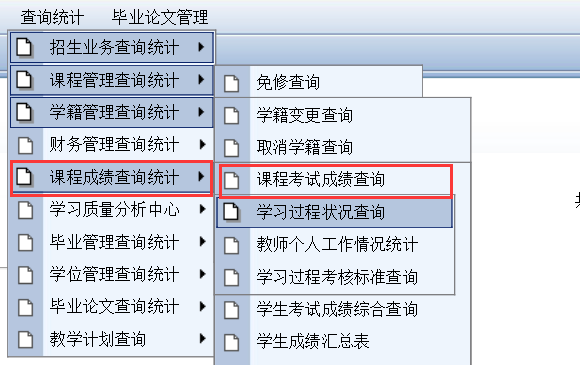 查询统计 毕业论文管理
招生业务查询统计
课程管理查询统计
学籍管理查询统计
财务管理查询统计
课程成绩查询统计
学习质量分析中心
毕业管理查询统计
学位管理查询统计
毕业论文查询统计
教学计划查询
免修查询
学籍变更查询
取消学籍查询
课程考试成绩查询
学习过程状况查询
教师个人工作情况统计
学习过程考核标准查询
学生考试成绩综合查询
学生成绩汇总表